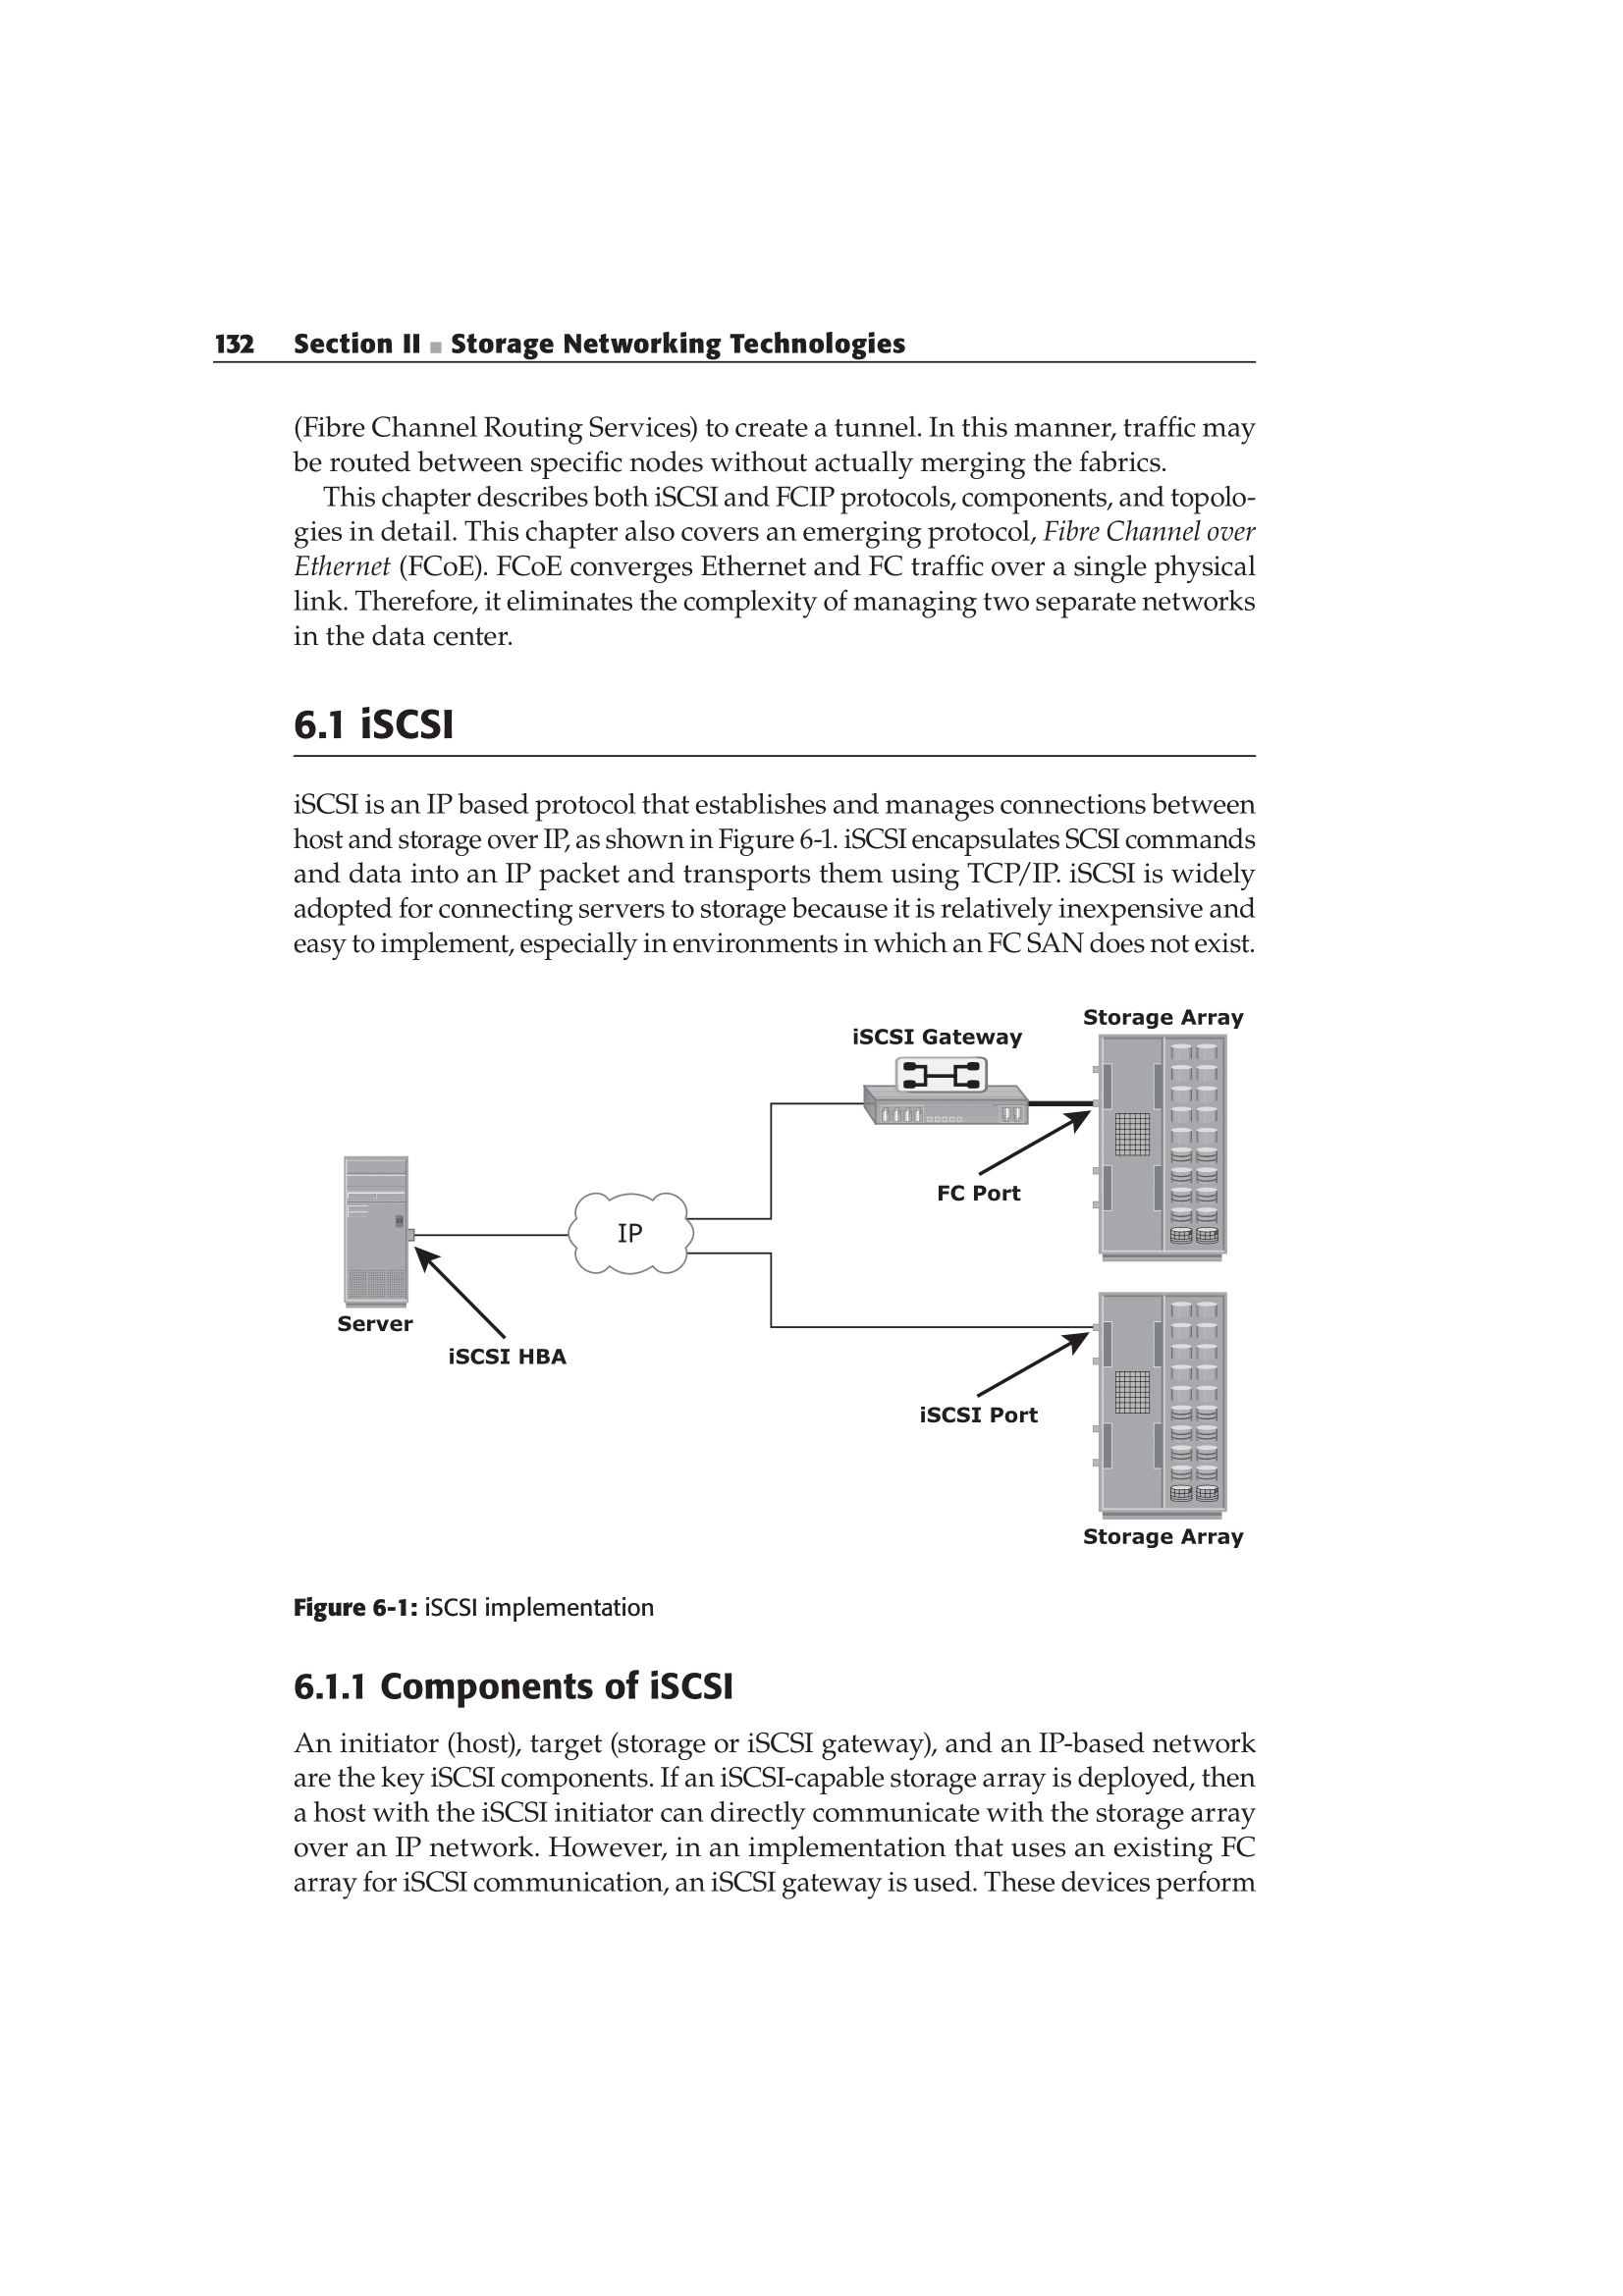 132 Section II ■ Storage Networking Technologies
(Fibre Channel Routing Services) to create a tunnel. In this manner, traffic may
be routed between specific nodes without actually merging the fabrics.
This chapter describes both iSCSI and FCIP protocols, components, and topolo-
gies in detail. This chapter also covers an emerging protocol, Fibre Channel over
Ethernet (FCoE). FCoE converges Ethernet and FC traffic over a single physical
link. Therefore, it eliminates the complexity of managing two separate networks
in the data center.
6.1 iSCSI
iSCSI is an IP based protocol that establishes and manages connections between
host and storage over IP, as shown in Figure 6-1. iSCSI encapsulates SCSI commands
and data into an IP packet and transports them using TCP/IP. iSCSI is widely
adopted for connecting servers to storage because it is relatively inexpensive and
easy to implement, especially in environments in which an FC SAN does not exist.
Storage Array
iSCSI Gateway
FC Port
IP
Server
iSCSI HBA
iSCSI Port
Storage Array
Figure 6-1: iSCSI implementation
6.1.1 Components of iSCSI
An initiator (host), target (storage or iSCSI gateway), and an IP-based network
are the key iSCSI components. If an iSCSI-capable storage array is deployed, then
a host with the iSCSI initiator can directly communicate with the storage array
over an IP network. However, in an implementation that uses an existing FC
array for iSCSI communication, an iSCSI gateway is used. These devices perform